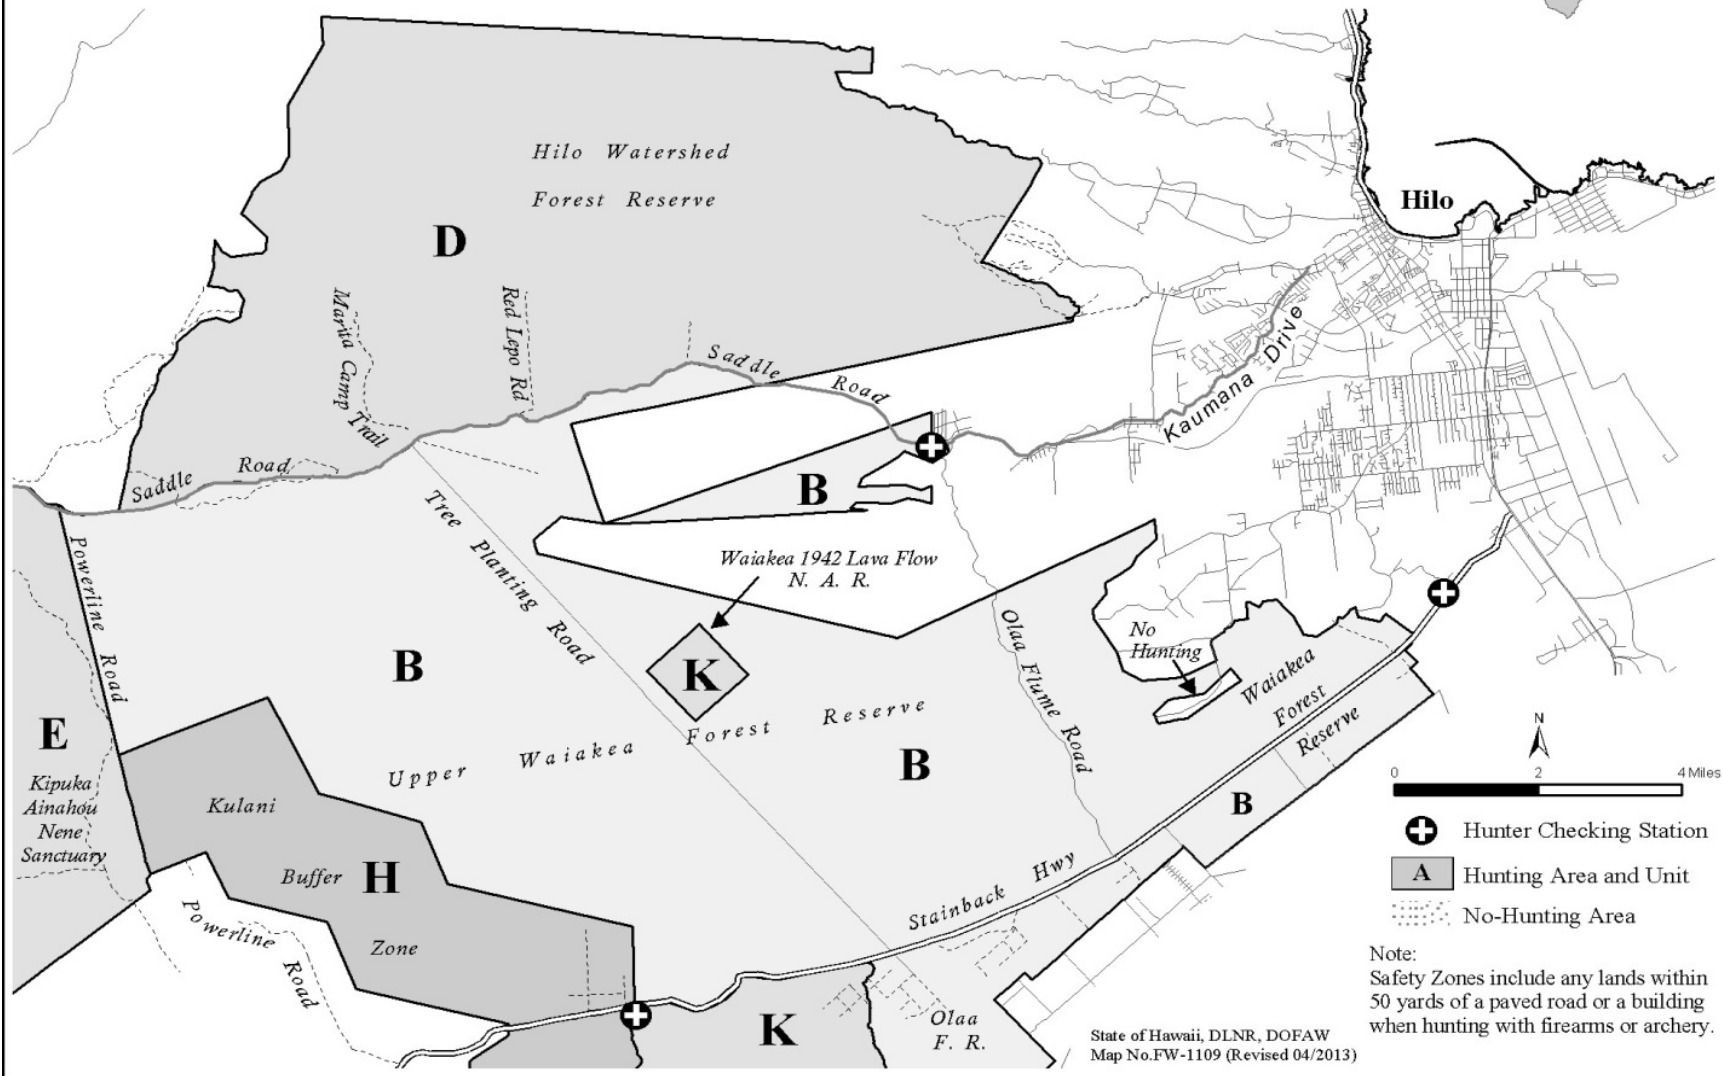 Hilo Watershed
Forest Reserve
D
Hilo
Marita Camp Trail
Red Lepo Rd
Saddle Road
Kaumana Drive
Saddle Road
B
Tree Planting Road
Powerline Road
Waiakea 1942 Lava Flow
N. A. R.
K
B
Olaa Flume Road
No
Hunting
Waiakea
Forest
Reserve
E
Kipuka
Ainahou
Nene
Sanctuary
Upper Waiakea Forest Reserve
B
B
Kulani
Buffer
H
Zone
Powerline Road
Stainback Hwy
K
Olaa
F. R.
N
0 2 4 Miles
Hunter Checking Station
A Hunting Area and Unit
No-Hunting Area
Note:
Safety Zones include any lands within
50 yards of a paved road or a building
when hunting with firearms or archery.
State of Hawaii, DLNR, DOFAW
Map No.FW-1109 (Revised 04/2013)